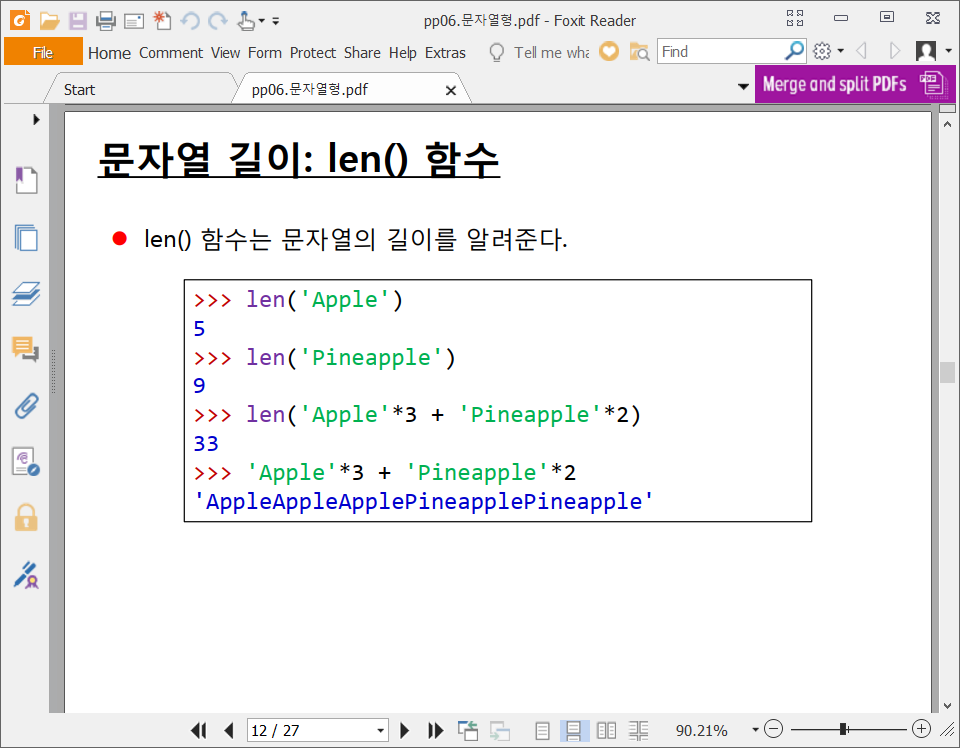 pp06.문자열형.pdf - Foxit Reader
File Home Comment View Form Protect Share Help Extras Tell me wha Find
Start pp06.문자열형.pdf Merge and split PDFs
문자열 길이: len() 함수
len() 함수는 문자열의 길이를 알려준다.
>>> len('Apple')
5
>>> len('Pineapple')
9
>>> len('Apple'*3 + 'Pineapple'*2)
33
>>> 'Apple'*3 + 'Pineapple'*2
'AppleAppleApplePineapplePineapple'
12 / 27 90.21%